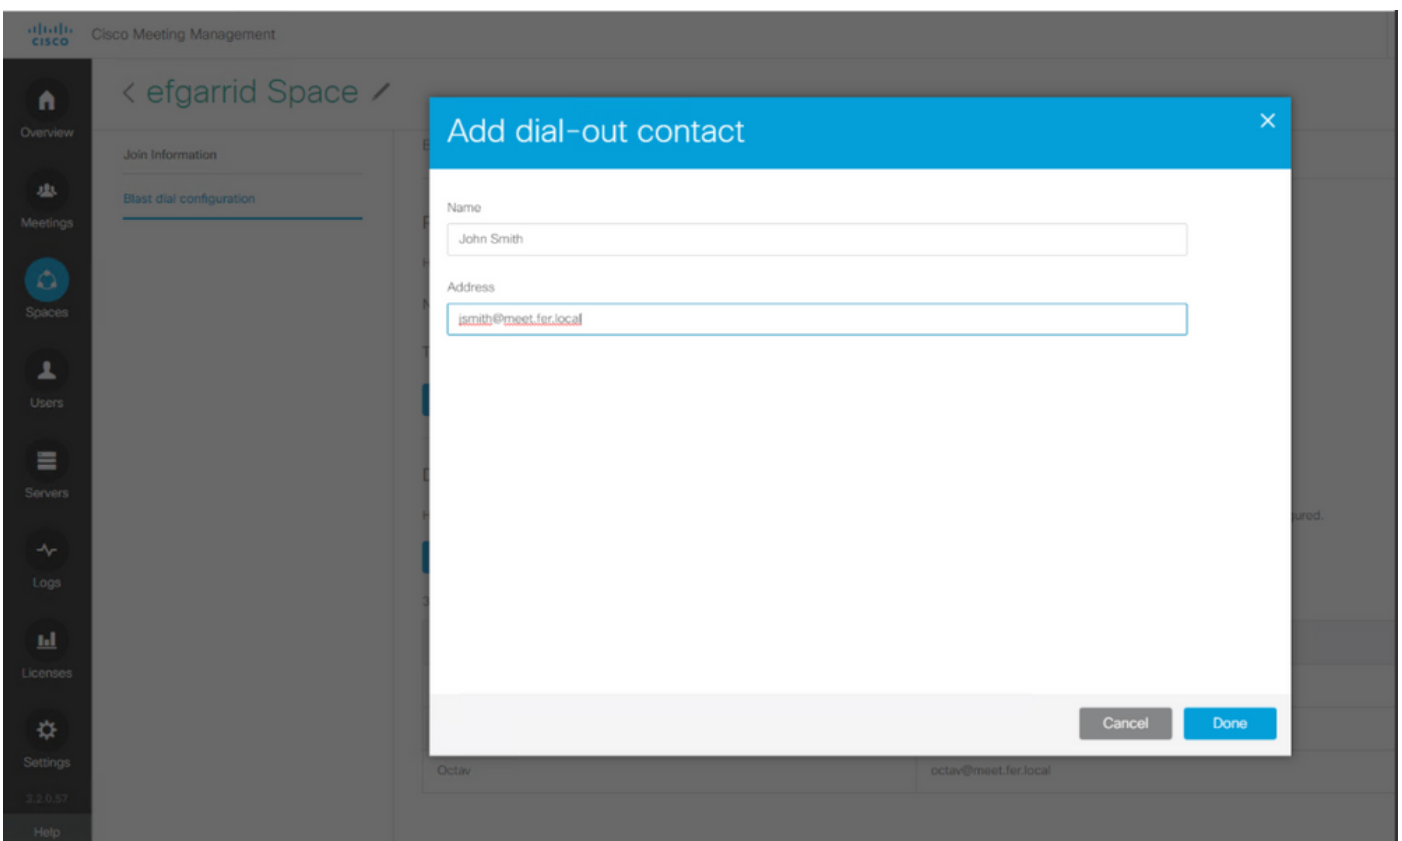 CISCO
Cisco Meeting Management
efgarrid Space
Overview
Meetings
Spaces
Users
Servers
Logs
Licenses
Settings
3.2.0.57
Help
Join Information
Blast dial configuration
Add dial-out contact
Name
John Smith
Address
jsmith@meet.fer.local
gured.
Cancel
Done
Octav
octav@meet.fer.local